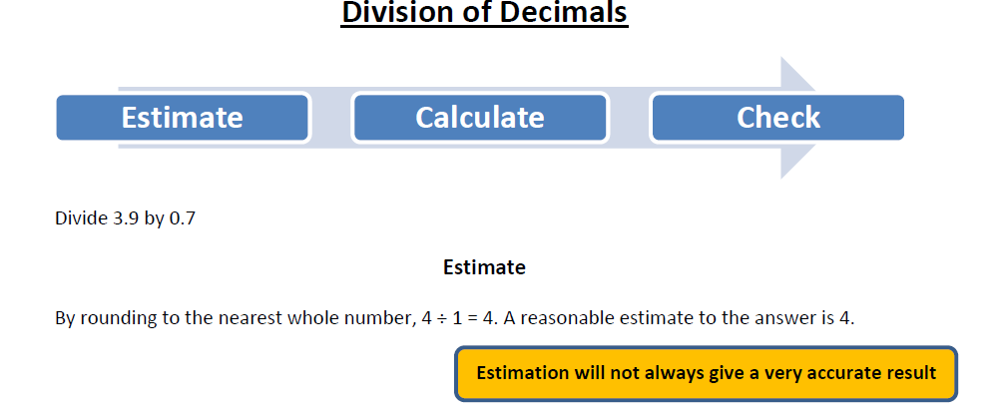 Division of Decimals
Estimate
Calculate
Check
Divide 3.9 by 0.7
Estimate
By rounding to the nearest whole number, 4 ÷ 1 = 4. A reasonable estimate to the answer is 4.
Estimation will not always give a very accurate result